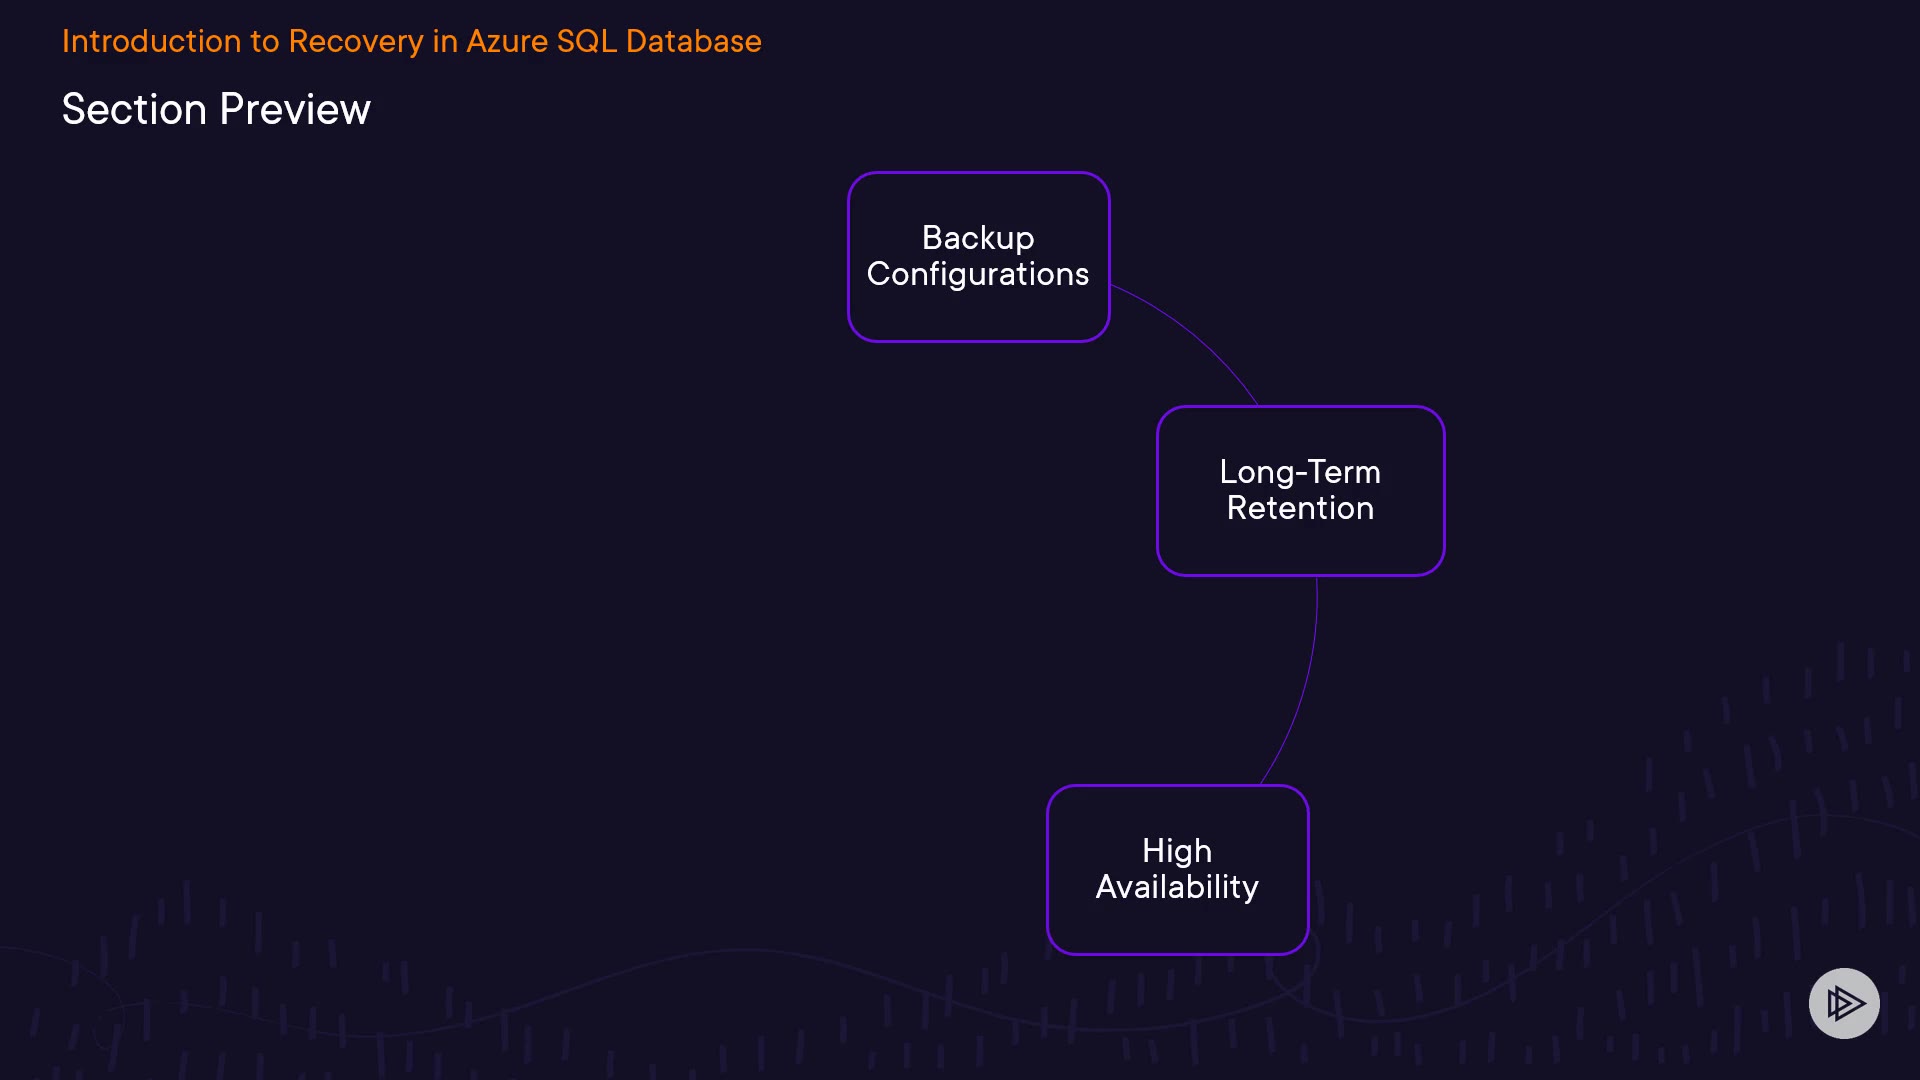 Introduction to Recovery in Azure SQL Database
Section Preview
Backup
Configurations
Long-Term
Retention
High
Availability